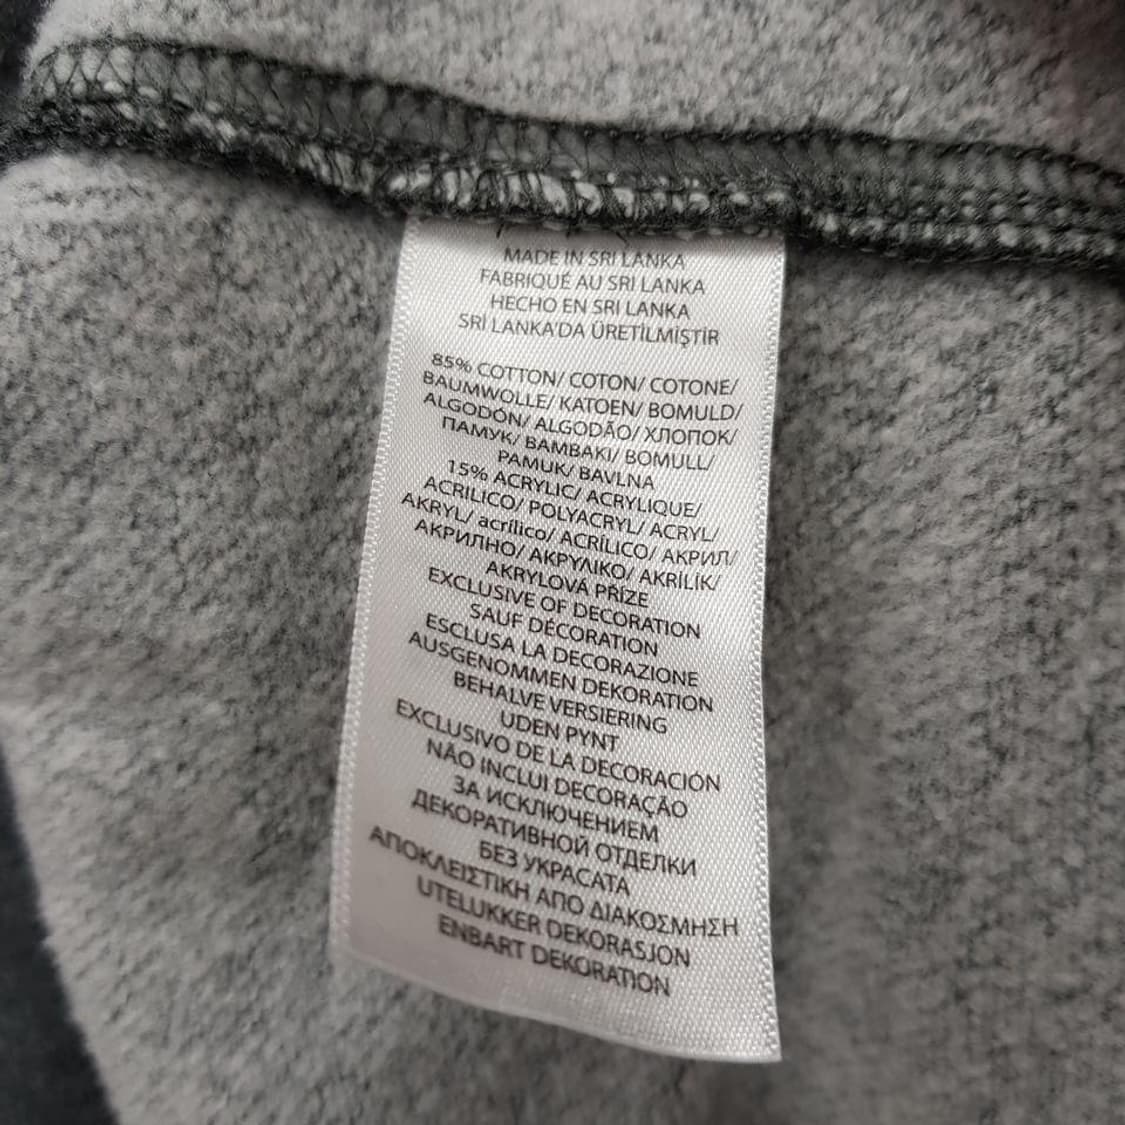 MADE IN SRI LANKA
FABRIQUÉ AU SRI LANKA
HECHO EN SRI LANKA
SRİ LANKA'DA ÜRETİLMİŞTİR
85% COTTON/ COTON/ COTONE/
BAUMWOLLE/ KATOEN/ BOMULD/
ALGODÓN/ ALGODÃO/ ХЛОПОК/
ПАМУК/ BAMBAKI/ BOMULL/
PAMUK/ BAVLNA
15% ACRYLIC/ ACRYLIQUE/
ACRILICO/ POLYACRYL/ ACRYL/
AKRYL/ acrílico/ ACRÍLICO/ АКРИЛ/
АКРИЛНО/ ΑΚΡΥΛΙΚΟ/ AKRİLİK/
AKRYLOVÁ PŘÍZE
EXCLUSIVE OF DECORATION
SAUF DÉCORATION
ESCLUSA LA DECORAZIONE
AUSGENOMMEN DEKORATION
BEHALVE VERSIERING
UDEN PYNT
EXCLUSIVO DE LA DECORACIÓN
NÃO INCLUI DECORAÇÃO
ЗА ИСКЛЮЧЕНИЕМ
ДЕКОРАТИВНОЙ ОТДЕЛКИ
БЕЗ УКРАСАТА
ΑΠΟΚΛΕΙΣΤΙΚΗ ΑΠΟ ΔΙΑΚΟΣΜΗΣΗ
UTELUKKER DEKORASJON
ENBART DEKORATION